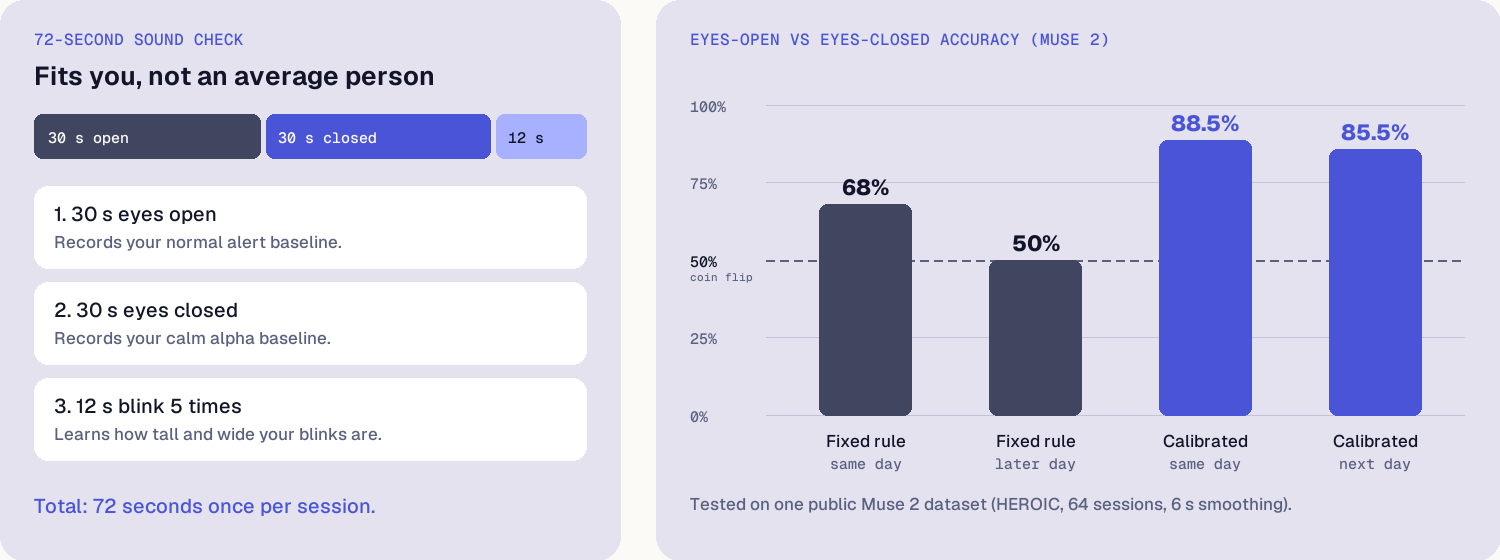 72-SECOND SOUND CHECK
Fits you, not an average person
30 s open
30 s closed
12 s
1. 30 s eyes open
Records your normal alert baseline.
2. 30 s eyes closed
Records your calm alpha baseline.
3. 12 s blink 5 times
Learns how tall and wide your blinks are.
Total: 72 seconds once per session.
EYES-OPEN VS EYES-CLOSED ACCURACY (MUSE 2)
100%
75%
50%
coin flip
25%
0%
68%
50%
88.5%
85.5%
Fixed rule
same day
Fixed rule
later day
Calibrated
same day
Calibrated
next day
Tested on one public Muse 2 dataset (HEROIC, 64 sessions, 6 s smoothing).